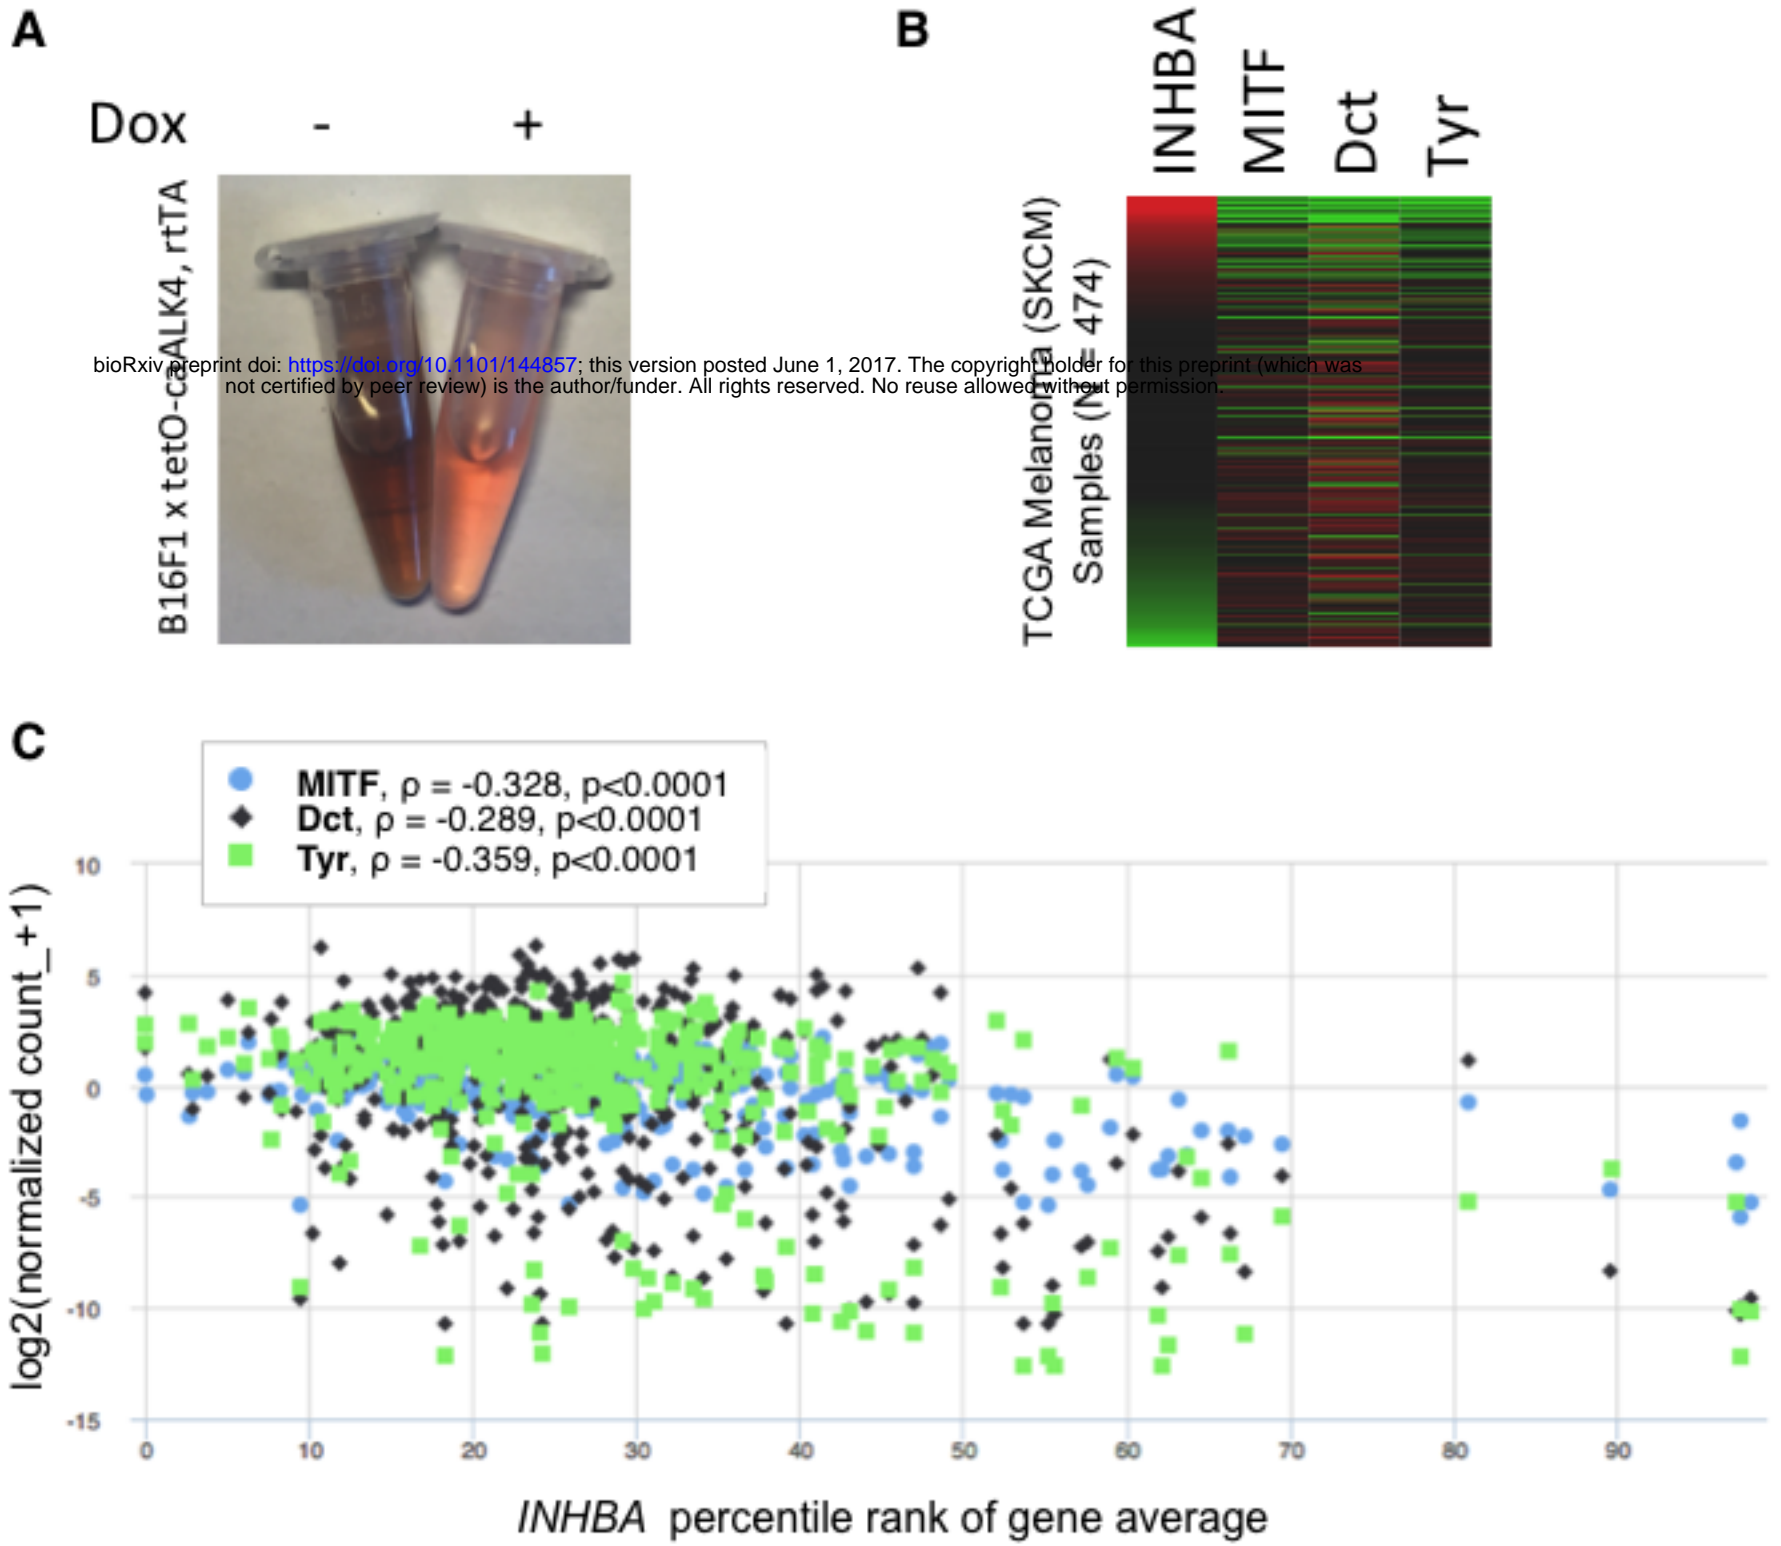 A
B
Dox - +
INHBA
MITF
Dct
Tyr
B16F1 x tetO-caALK4, rtTA
TCGA Melanoma (SKCM)
Samples (N = 474)
bioRxiv preprint doi: https://doi.org/10.1101/144857; this version posted June 1, 2017. The copyright holder for this preprint (which was
not certified by peer review) is the author/funder. All rights reserved. No reuse allowed without permission.
C
MITF, ρ = -0.328, p<0.0001
Dct, ρ = -0.289, p<0.0001
Tyr, ρ = -0.359, p<0.0001
log2(normalized count_+1)
10
5
0
-5
-10
-15
0 10 20 30 40 50 60 70 80 90
INHBA percentile rank of gene average